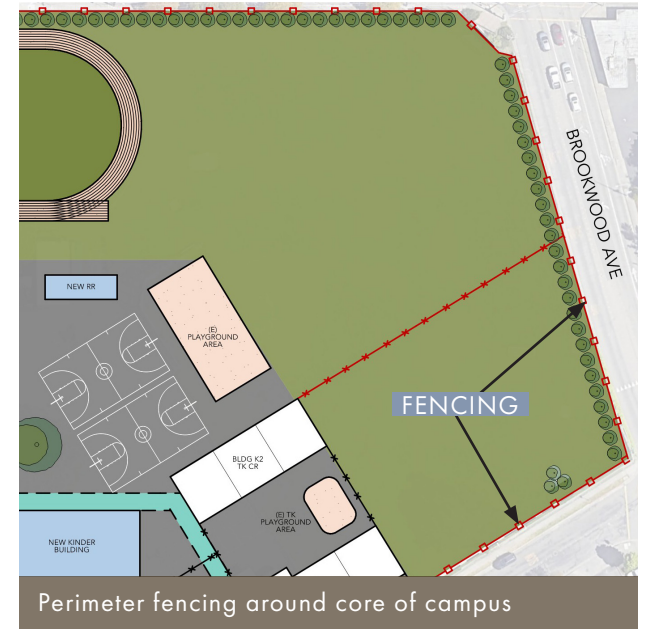 BROOKWOOD AVE
NEW RR
(E)
PLAYGROUND
AREA
FENCING
BLDG K2
TK CR
(E) TK
PLAYGROUND
AREA
NEW KINDER
BUILDING
Perimeter fencing around core of campus